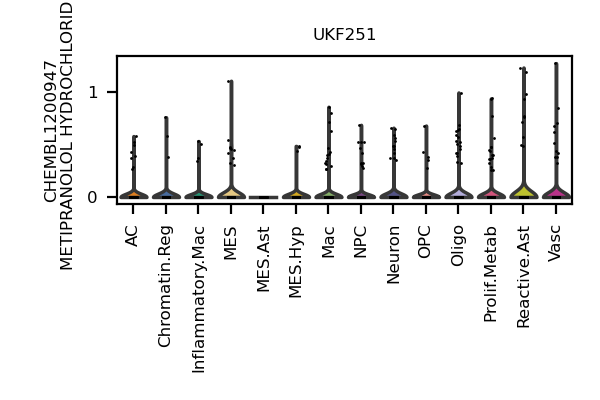 UKF251
CHEMBL1200947
METIPRANOLOL HYDROCHLORID
1
0
AC
Chromatin.Reg
Inflammatory.Mac
MES
MES.Ast
MES.Hyp
Mac
NPC
Neuron
OPC
Oligo
Prolif.Metab
Reactive.Ast
Vasc